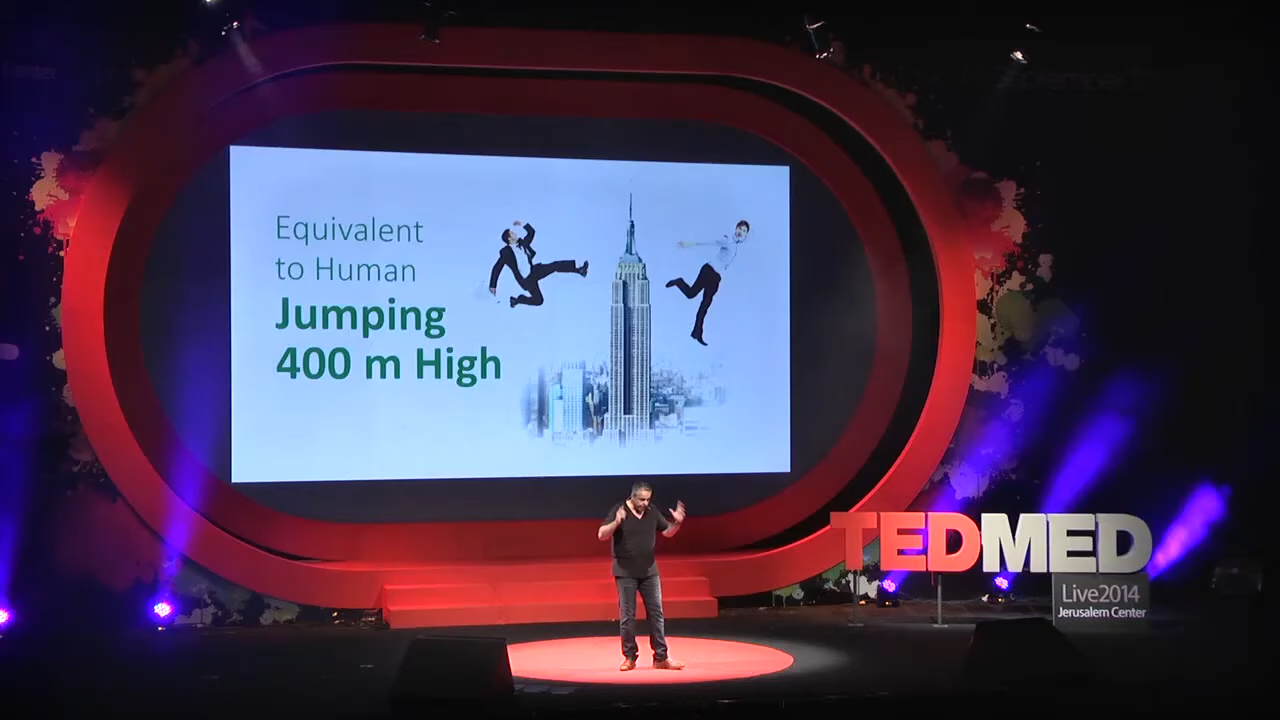 Equivalent
to Human
Jumping
400 m High
TEDMED
Live2014
Jerusalem Center